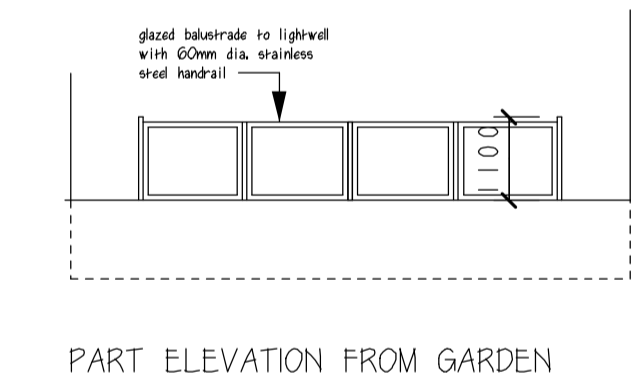 glazed balustrade to lightwell
with 60mm dia. stainless
steel handrail
1100
PART ELEVATION FROM GARDEN